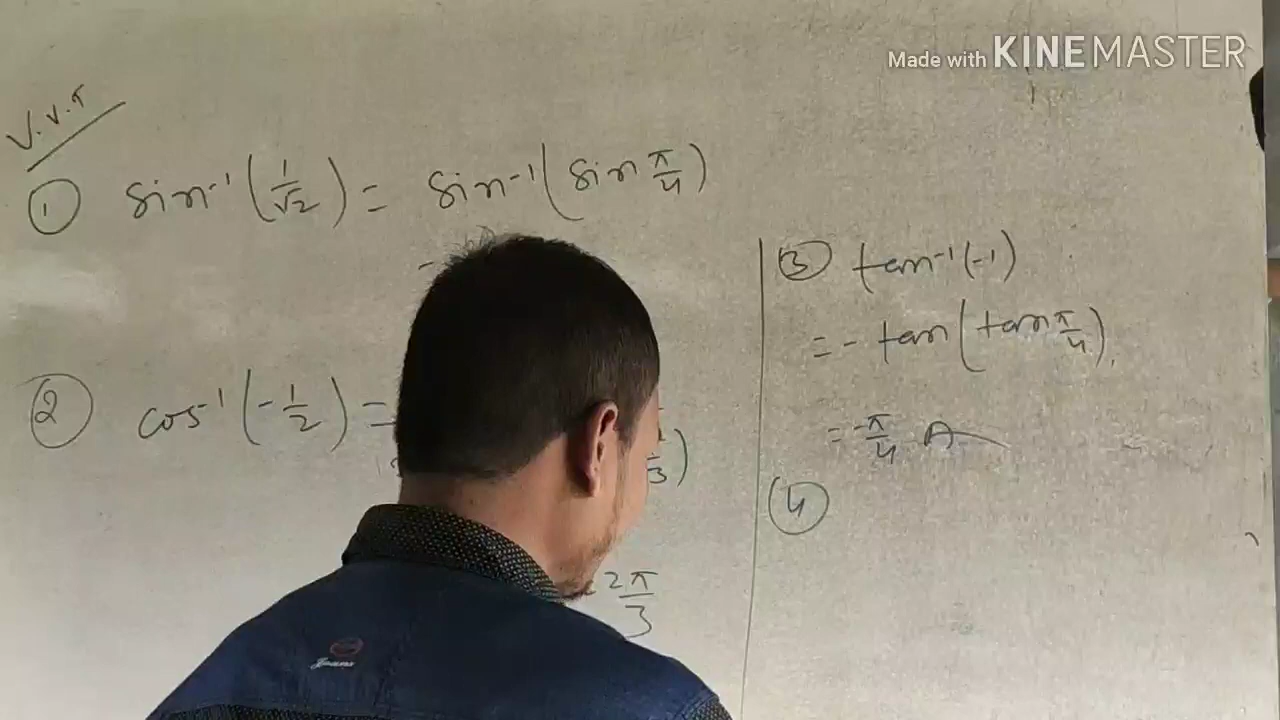 Made with KINEMASTER
V.V.I
① sin⁻¹(1/√2) = sin⁻¹(sin π/4)
② cos⁻¹(-1/2) =
3)
2π/3
③ tan⁻¹(-1)
= - tan(tan π/4).
= -π/4 A
④